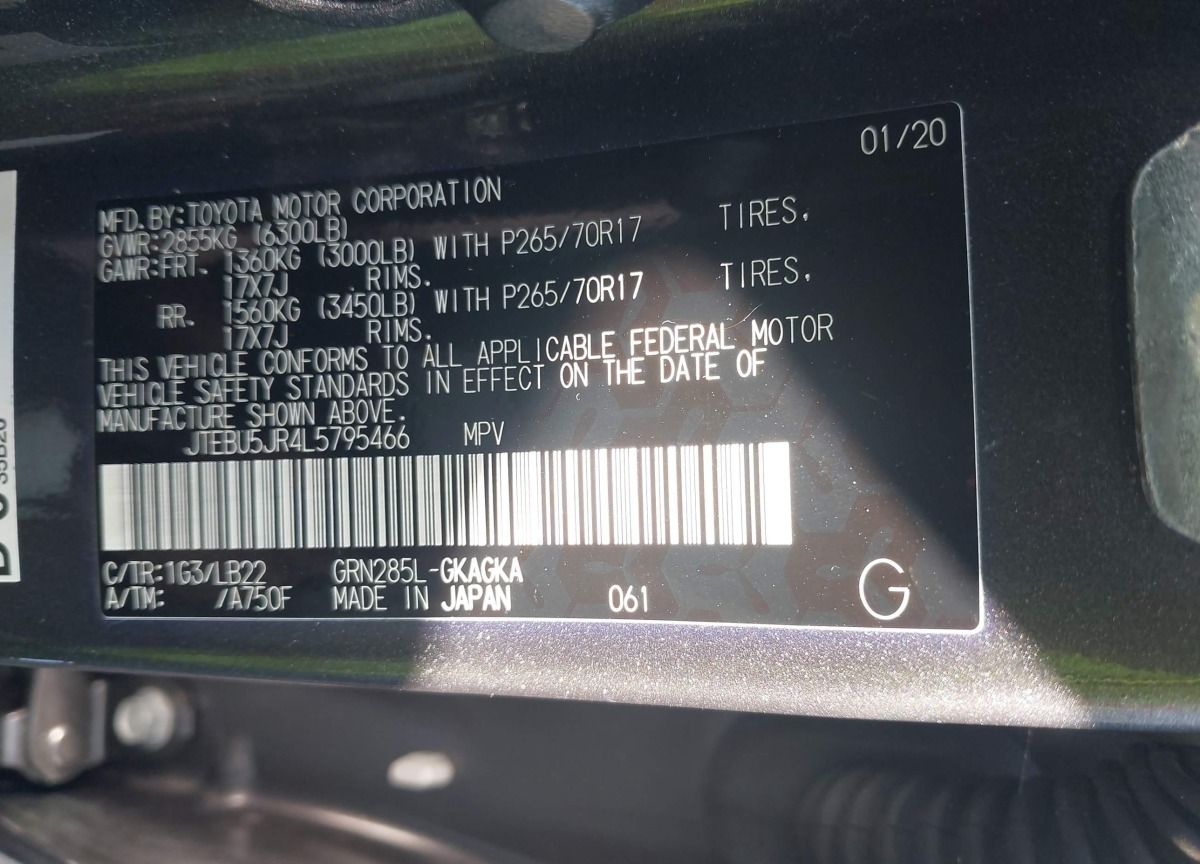 01/20
MFD. BY: TOYOTA MOTOR CORPORATION
GVWR: 2855KG (6300LB)
GAWR: FRT. 1360KG (3000LB) WITH P265/70R17 TIRES,
17X7J RIMS.
RR. 1560KG (3450LB) WITH P265/70R17 TIRES,
17X7J RIMS.
THIS VEHICLE CONFORMS TO ALL APPLICABLE FEDERAL MOTOR
VEHICLE SAFETY STANDARDS IN EFFECT ON THE DATE OF
MANUFACTURE SHOWN ABOVE.
JTEBU5JR4L5795466 MPV
C/TR: 1G3/LB22 GRN285L-GKAGKA
A/TM: /A750F MADE IN JAPAN 061
G